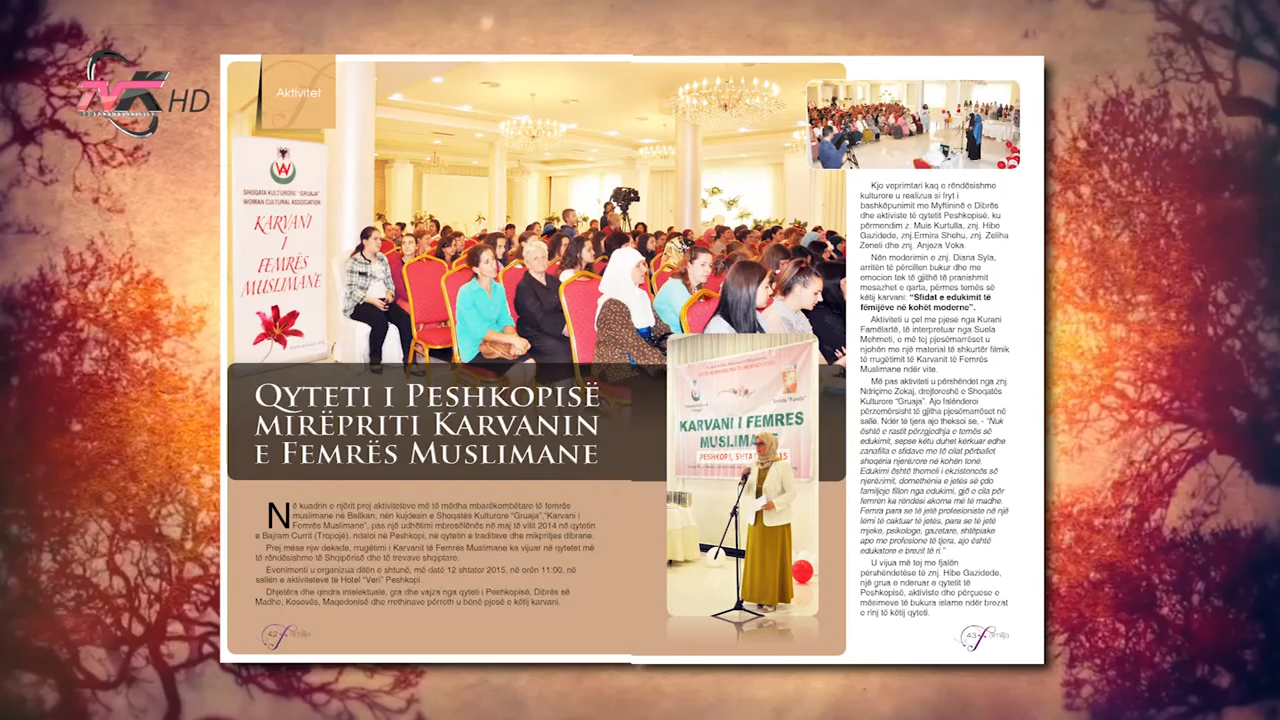 HD
Aktivitet
SHOQATA KULTURORE "GRUAJA"
WOMAN CULTURAL ASSOCIATION
KARVANI
I
FEMRËS
MUSLIMANE
QYTETI I PESHKOPISË
MIRËPRITI KARVANIN
E FEMRËS MUSLIMANE
KARVANI I FEMRES
MUSLIMANE
Në kuadrin e njërit prej aktiviteteve më të mëdha mbarëkombëtare të femrës
muslimane në Ballkan, nën kujdesin e Shoqatës Kulturore "Gruaja","Karvani i
Femrës Muslimane", pas një udhëtimi mbresëlënës në maj të vitit 2014 në qytetin
e Bajram Currit (Tropojë), ndaloi në Peshkopi, në qytetin e traditave dhe mikpritjes dibrane.
Prej mëse njw dekade, rrugëtimi i Karvanit të Femrës Muslimane ka vijuar në qytetet më
të rëndësishme të Shqipërisë dhe të trevave shqiptare.
Evenimenti u organizua ditën e shtunë, më datë 12 shtator 2015, në orën 11:00, në
sallën e aktiviteteve të Hotel "Veri" Peshkopi.
Dhjetëra dhe qindra intelektuale, gra dhe vajza nga qyteti i Peshkopisë, Dibrës së
Madhe, Kosovës, Maqedonisë dhe rrethinave përreth u bënë pjesë e këtij karvani.
42
familja
Kjo veprimtari kaq e rëndësishme
kulturore u realizua si fryt i
bashkëpunimit me Myftininë e Dibrës
dhe aktiviste të qytetit Peshkopisë, ku
përmendim z. Muis Kurtulla, znj. Hibe
Gazidede, znj.Ermira Shehu, znj. Zeliha
Zeneli dhe znj. Anjeza Voka.
Nën moderimin e znj. Diana Syla,
arritën të përcillen bukur dhe me
emocion tek të gjithë të pranishmit
mesazhet e qarta, përmes temës së
këtij karvani: "Sfidat e edukimit të
fëmijëve në kohët moderne".
Aktiviteti u çel me pjesë nga Kurani
Famëlartë, të interpretuar nga Suela
Mehmeti, e më tej pjesëmarrëset u
njohën me një material të shkurtër filmik
të rrugëtimit të Karvanit të Femrës
Muslimane ndër vite.
Më pas aktiviteti u përshëndet nga znj.
Ndriçime Zekaj, drejtoreshë e Shoqatës
Kulturore "Gruaja". Ajo falënderoi
përzemërsisht të gjitha pjesëmarrëset në
sallë. Ndër të tjera ajo theksoi se, - "Nuk
është e rastit përzgjedhja e temës së
edukimit, sepse këtu duhet kërkuar edhe
zanafilla e sfidave me të cilat përballet
shoqëria njerëzore në kohën tonë.
Edukimi është themeli i ekzistencës së
njerëzimit, domethënia e jetës së çdo
familjeje fillon nga edukimi, gjë e cila për
femrën ka rëndësi akoma më të madhe.
Femra para se të jetë profesioniste në një
lëmi të caktuar të jetës, para se të jetë
mjeke, psikologe, gazetare, shtëpiake
apo me profesione të tjera, ajo është
edukatore e brezit të ri."
U vijua më tej me fjalën
përshëndetëse të znj. Hibe Gazidede,
një grua e nderuar e qytetit të
Peshkopisë, aktiviste dhe përçuese e
mësimeve të bukura islame ndër brezat
e rinj të këtij qyteti.
43
familja